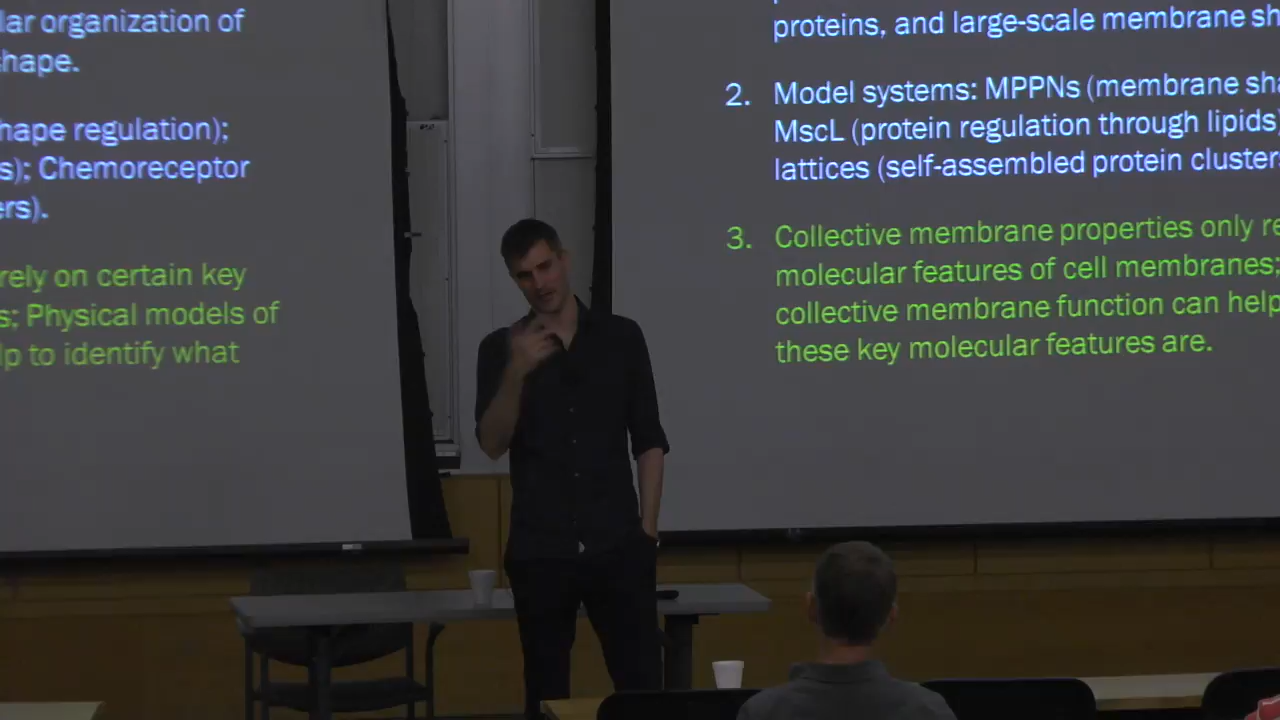 lar organization of
hape.
hape regulation);
s); Chemoreceptor
ers).
rely on certain key
s; Physical models of
lp to identify what
proteins, and large-scale membrane sh
2. Model systems: MPPNs (membrane sha
MscL (protein regulation through lipids)
lattices (self-assembled protein cluster
3. Collective membrane properties only re
molecular features of cell membranes;
collective membrane function can help
these key molecular features are.